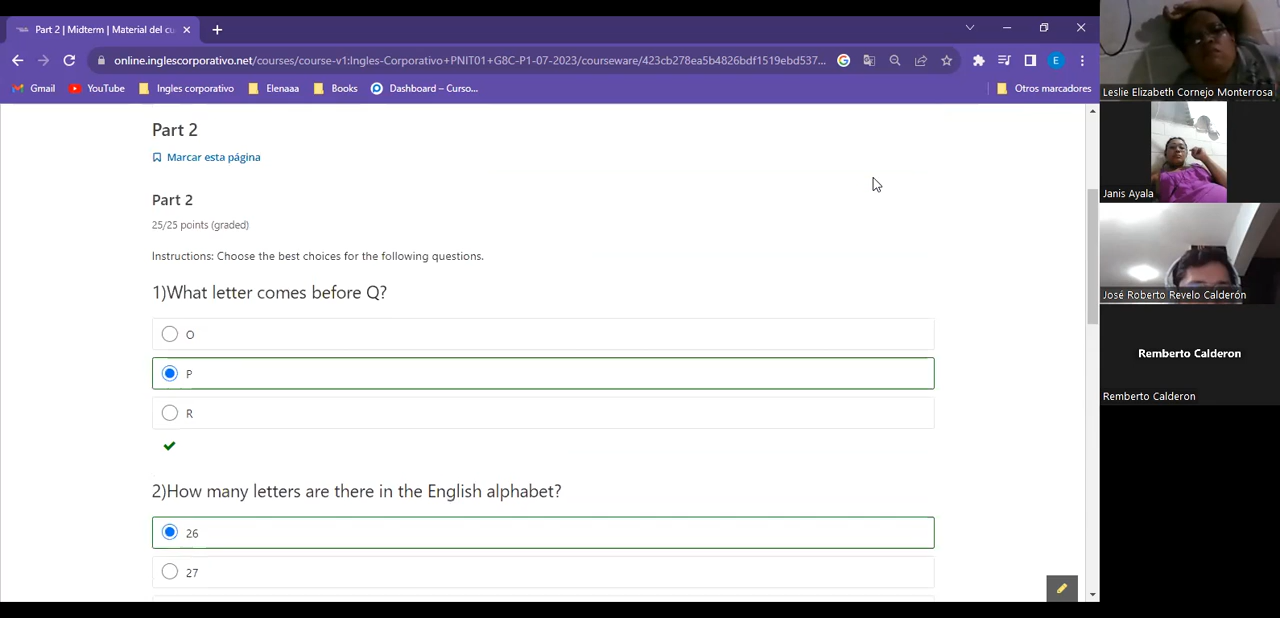 Part 2 | Midterm | Material del cu
online.inglescorporativo.net/courses/course-v1:Ingles-Corporativo+PNIT01+G8C-P1-07-2023/courseware/423cb278ea5b4826bdf1519ebd537...
E
Gmail
YouTube
Ingles corporativo
Elenaaa
Books
Dashboard – Curso...
Otros marcadores
Part 2
Marcar esta página
Part 2
25/25 points (graded)
Instructions: Choose the best choices for the following questions.
1)What letter comes before Q?
O
P
R
2)How many letters are there in the English alphabet?
26
27
Leslie Elizabeth Cornejo Monterrosa
Janis Ayala
José Roberto Revelo Calderón
Remberto Calderon
Remberto Calderon